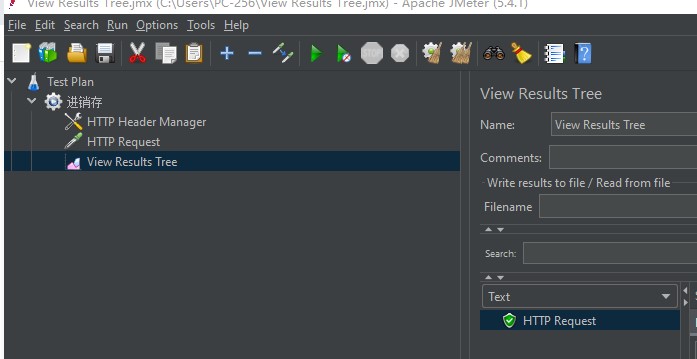 View Results Tree.jmx (C:\Users\PC-256\View Results Tree.jmx) - Apache JMeter (5.4.1)
File Edit Search Run Options Tools Help
Test Plan
进销存
HTTP Header Manager
HTTP Request
View Results Tree
View Results Tree
Name: View Results Tree
Comments:
Write results to file / Read from file
Filename
Search:
Text
HTTP Request